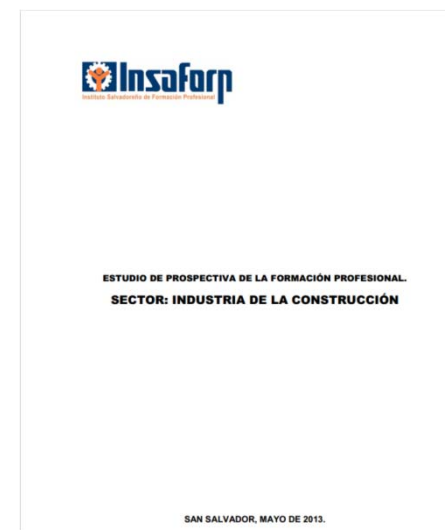 Insaforp
Instituto Salvadoreño de Formación Profesional
ESTUDIO DE PROSPECTIVA DE LA FORMACIÓN PROFESIONAL.
SECTOR: INDUSTRIA DE LA CONSTRUCCIÓN
SAN SALVADOR, MAYO DE 2013.